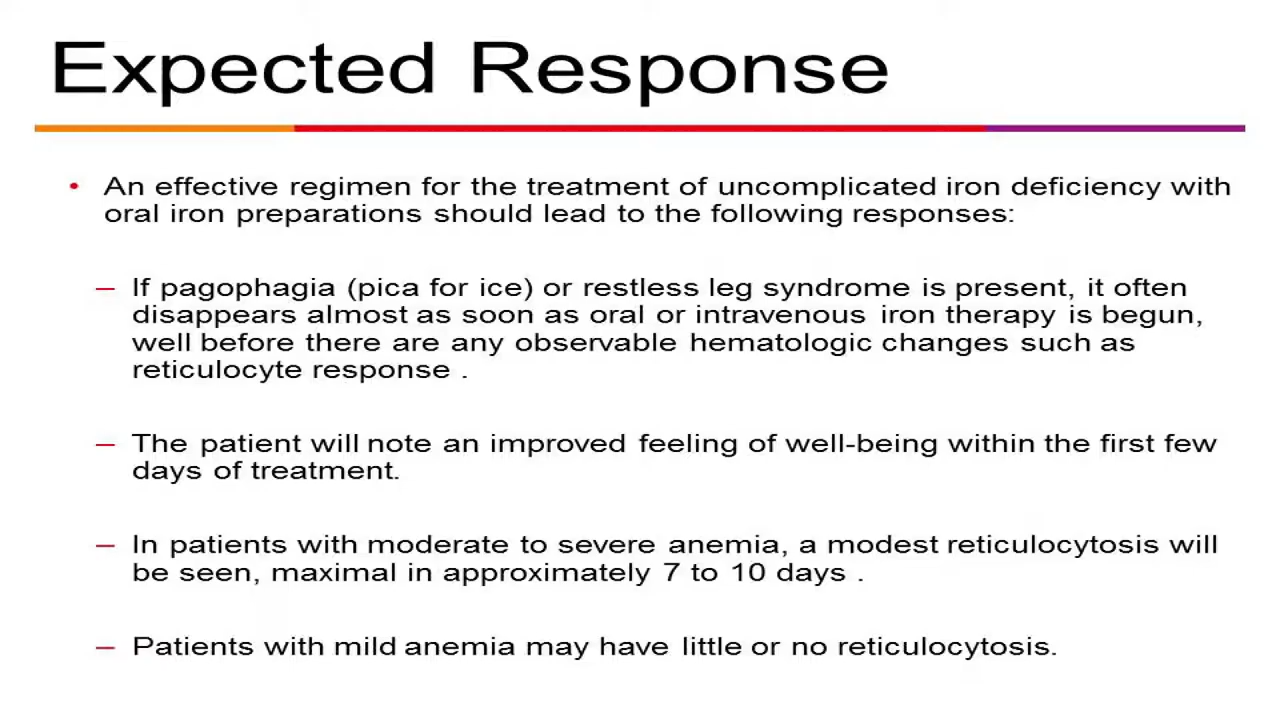 Expected Response
• An effective regimen for the treatment of uncomplicated iron deficiency with
oral iron preparations should lead to the following responses:
– If pagophagia (pica for ice) or restless leg syndrome is present, it often
disappears almost as soon as oral or intravenous iron therapy is begun,
well before there are any observable hematologic changes such as
reticulocyte response .
– The patient will note an improved feeling of well-being within the first few
days of treatment.
– In patients with moderate to severe anemia, a modest reticulocytosis will
be seen, maximal in approximately 7 to 10 days .
– Patients with mild anemia may have little or no reticulocytosis.